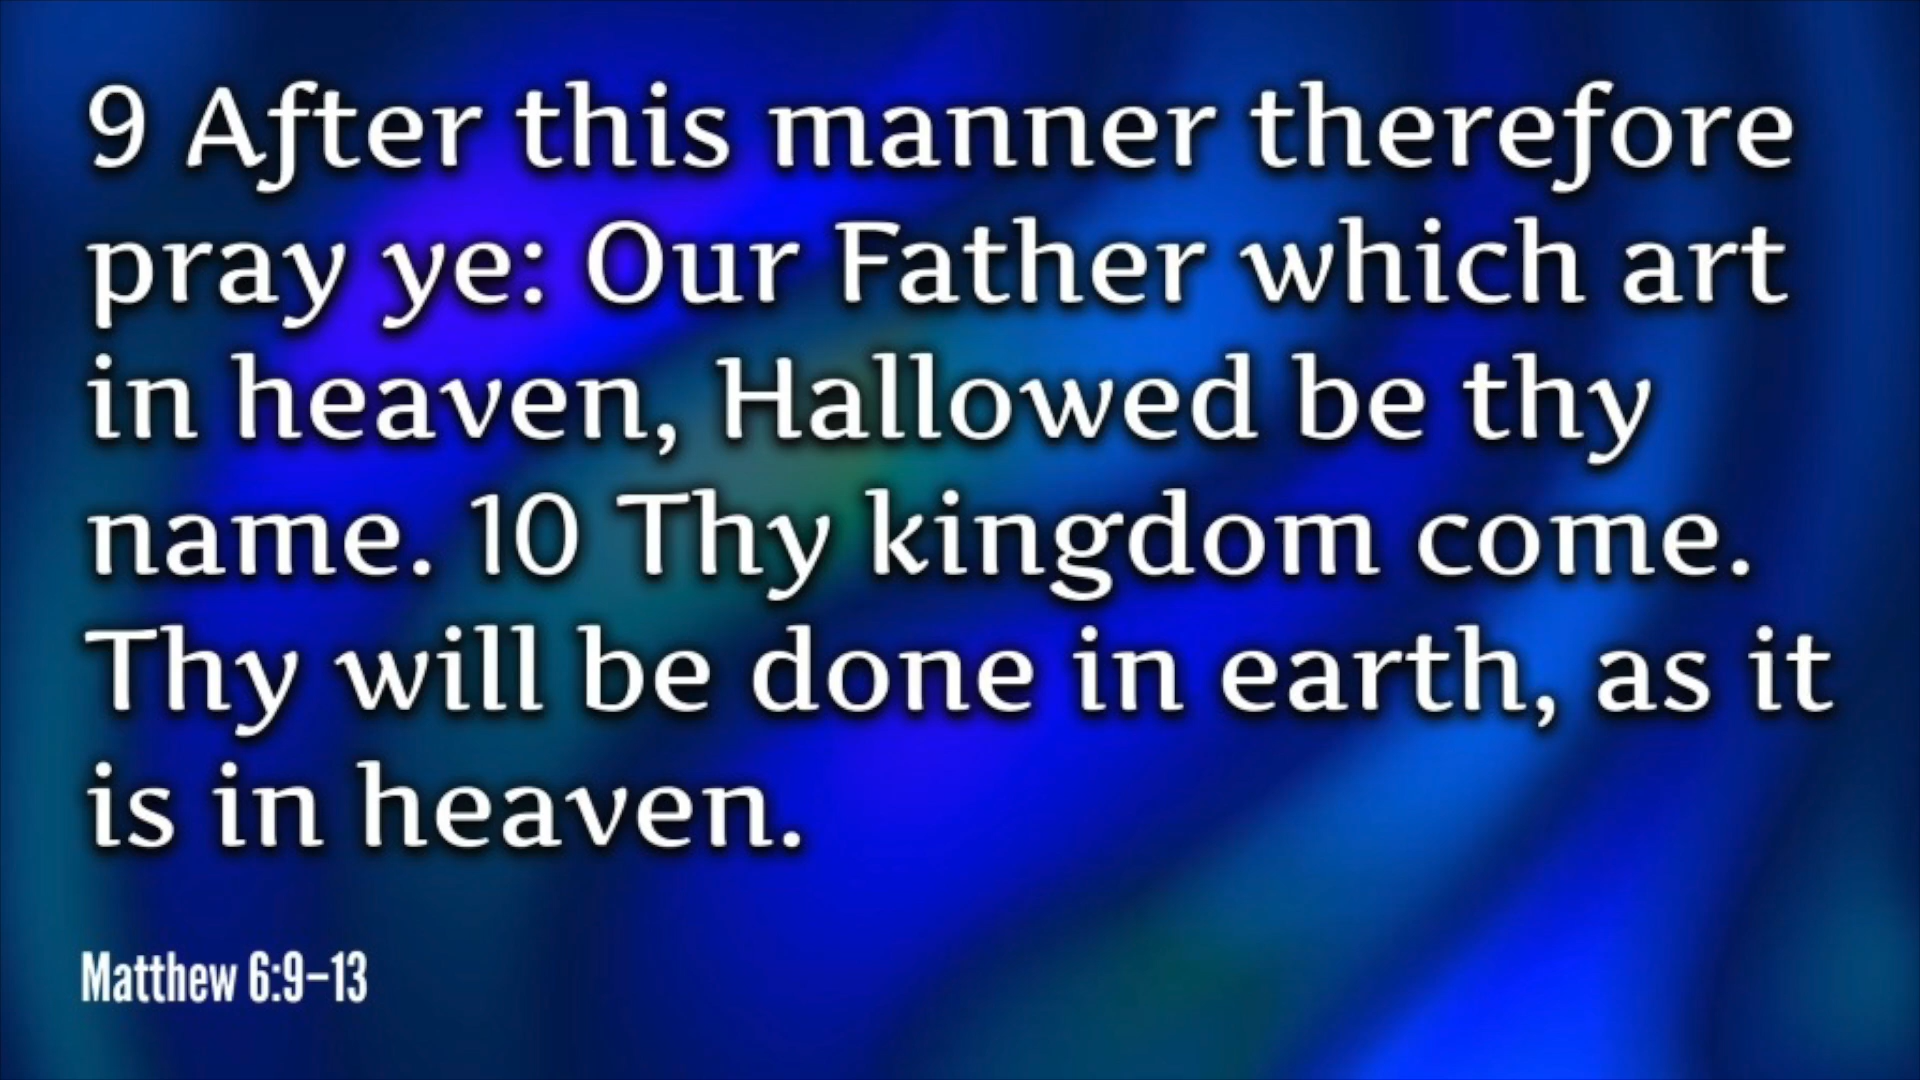 9 After this manner therefore
pray ye: Our Father which art
in heaven, Hallowed be thy
name. 10 Thy kingdom come.
Thy will be done in earth, as it
is in heaven.
Matthew 6:9–13